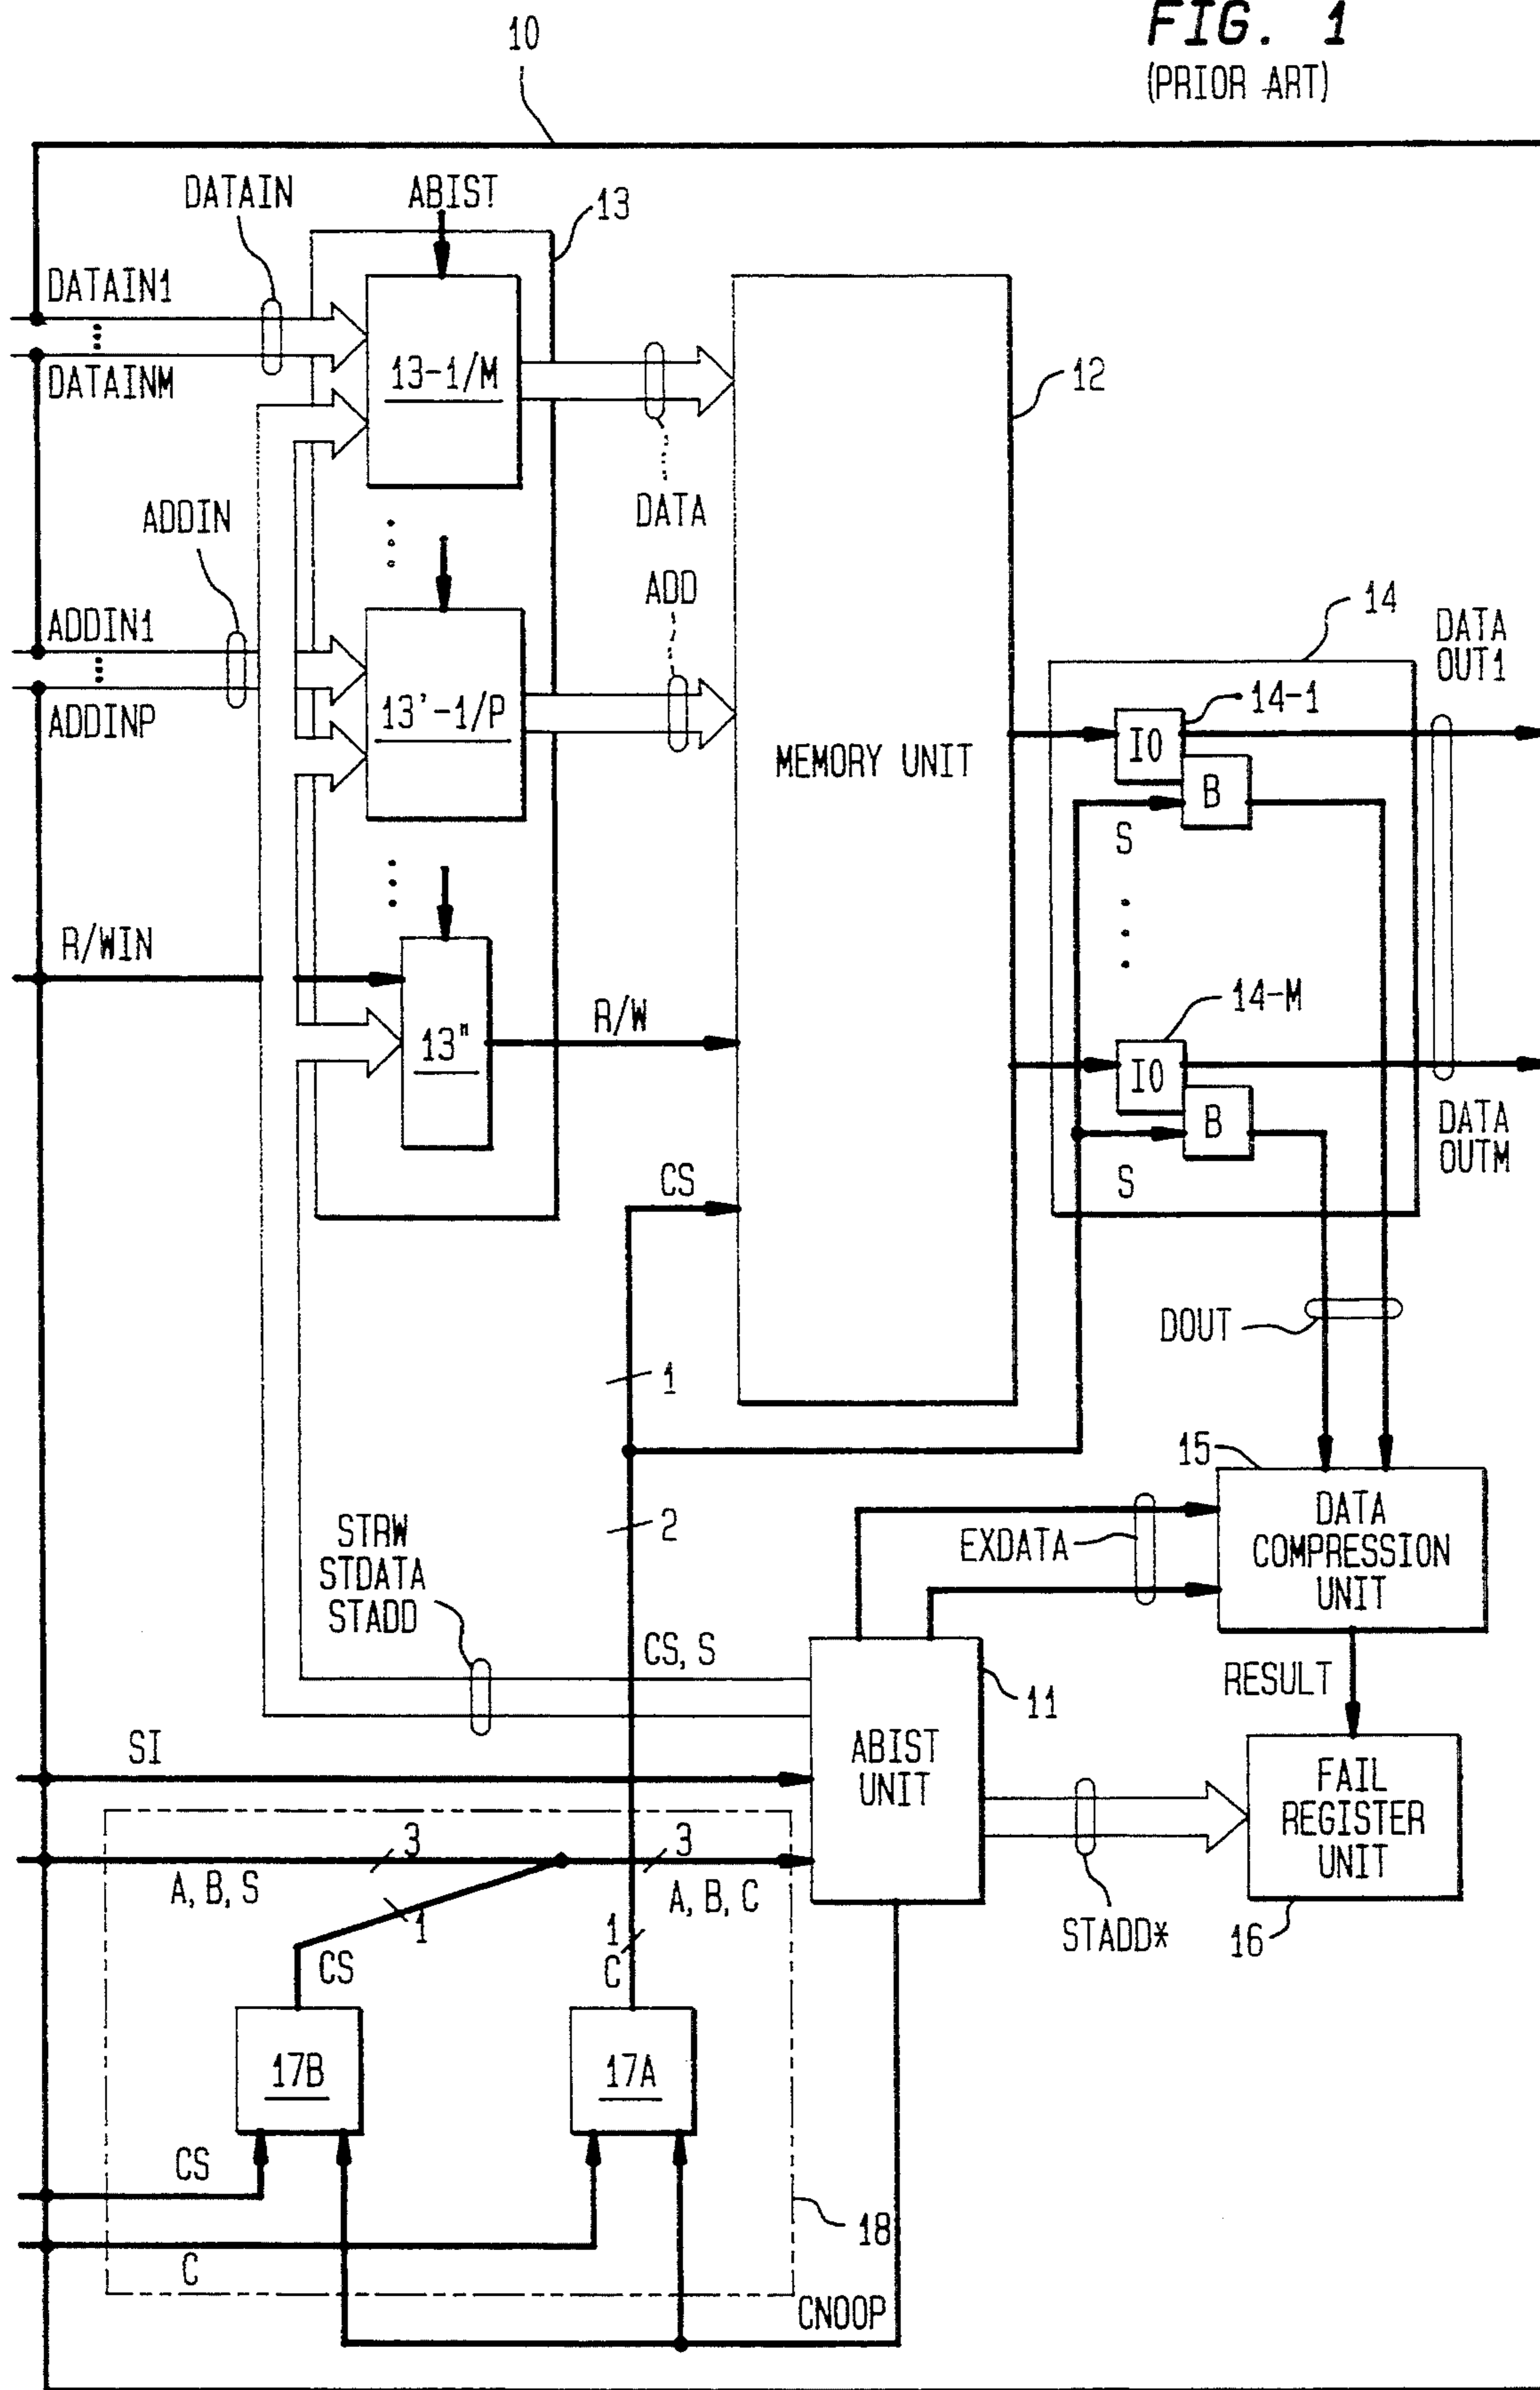 FIG. 1
(PRIOR ART)
10
DATAIN
ABIST
13
DATAIN1
DATAINM
13-1/M
12
DATA
ADDIN
ADD
ADDIN1
ADDINP
13'-1/P
MEMORY UNIT
14
DATA
OUT1
14-1
IO
B
S
R/WIN
13"
R/W
14-M
IO
B
S
DATA
OUTM
CS
DOUT
1
15
2
STRW
STDATA
STADD
EXDATA
DATA
COMPRESSION
UNIT
CS, S
11
RESULT
SI
ABIST
UNIT
FAIL
REGISTER
UNIT
3
3
A, B, S
A, B, C
1
1
C
CS
STADD*
16
17B
17A
CS
18
C
CNOOP